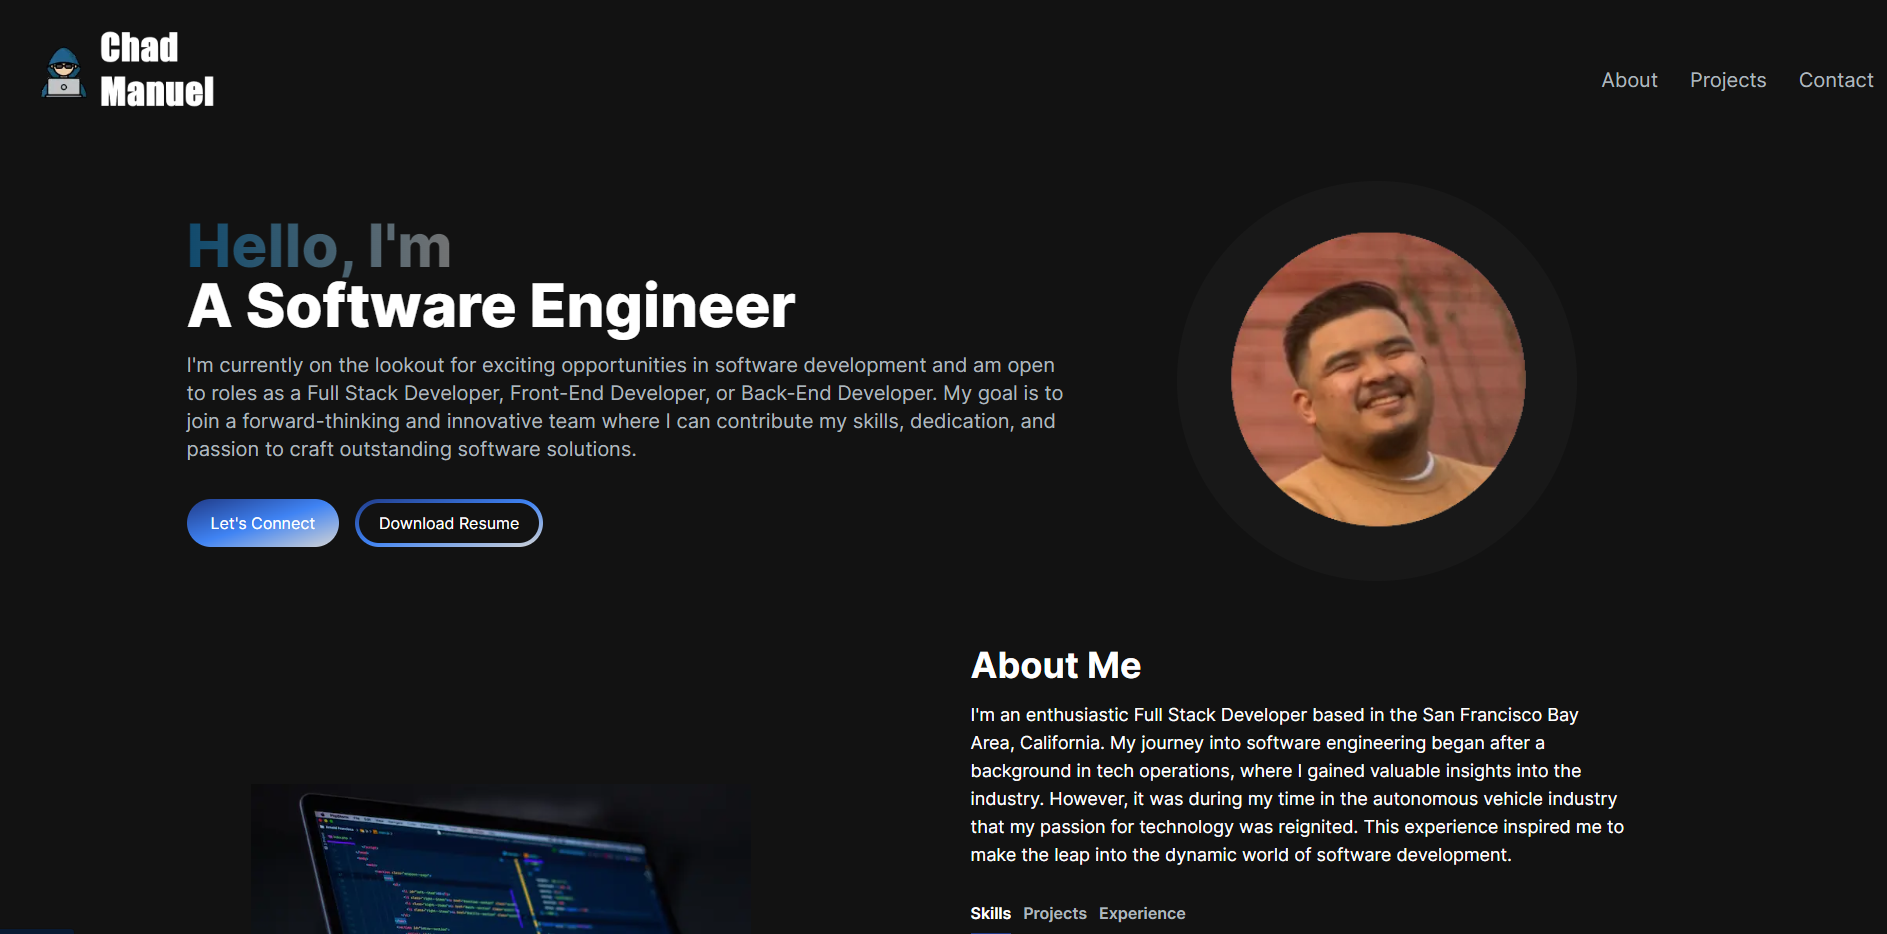 Chad
Manuel
About
Projects
Contact
Hello, I'm
A Software Engineer
I'm currently on the lookout for exciting opportunities in software development and am open
to roles as a Full Stack Developer, Front-End Developer, or Back-End Developer. My goal is to
join a forward-thinking and innovative team where I can contribute my skills, dedication, and
passion to craft outstanding software solutions.
Let's Connect
Download Resume
About Me
I'm an enthusiastic Full Stack Developer based in the San Francisco Bay
Area, California. My journey into software engineering began after a
background in tech operations, where I gained valuable insights into the
industry. However, it was during my time in the autonomous vehicle industry
that my passion for technology was reignited. This experience inspired me to
make the leap into the dynamic world of software development.
Skills
Projects
Experience